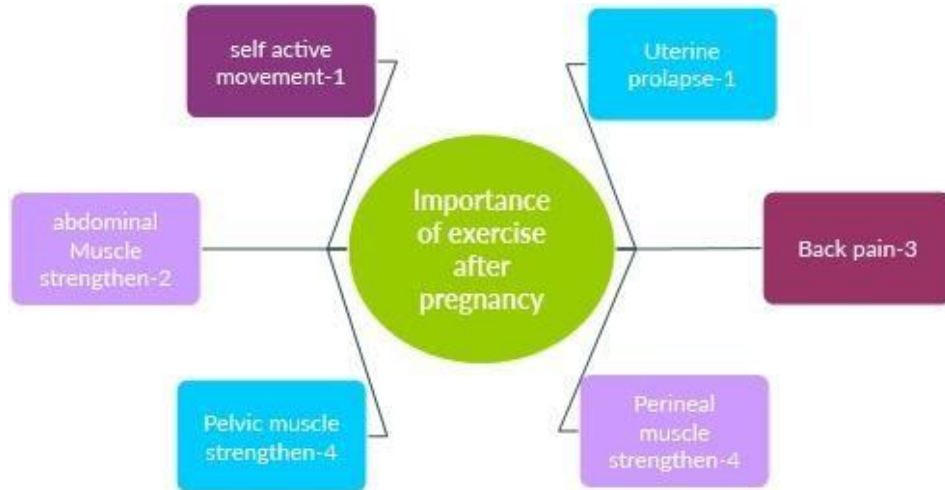 self active
movement-1
Uterine
prolapse-1
Importance
of exercise
after
pregnancy
abdominal
Muscle
strengthen-2
Back pain-3
Pelvic muscle
strengthen-4
Perineal
muscle
strengthen-4